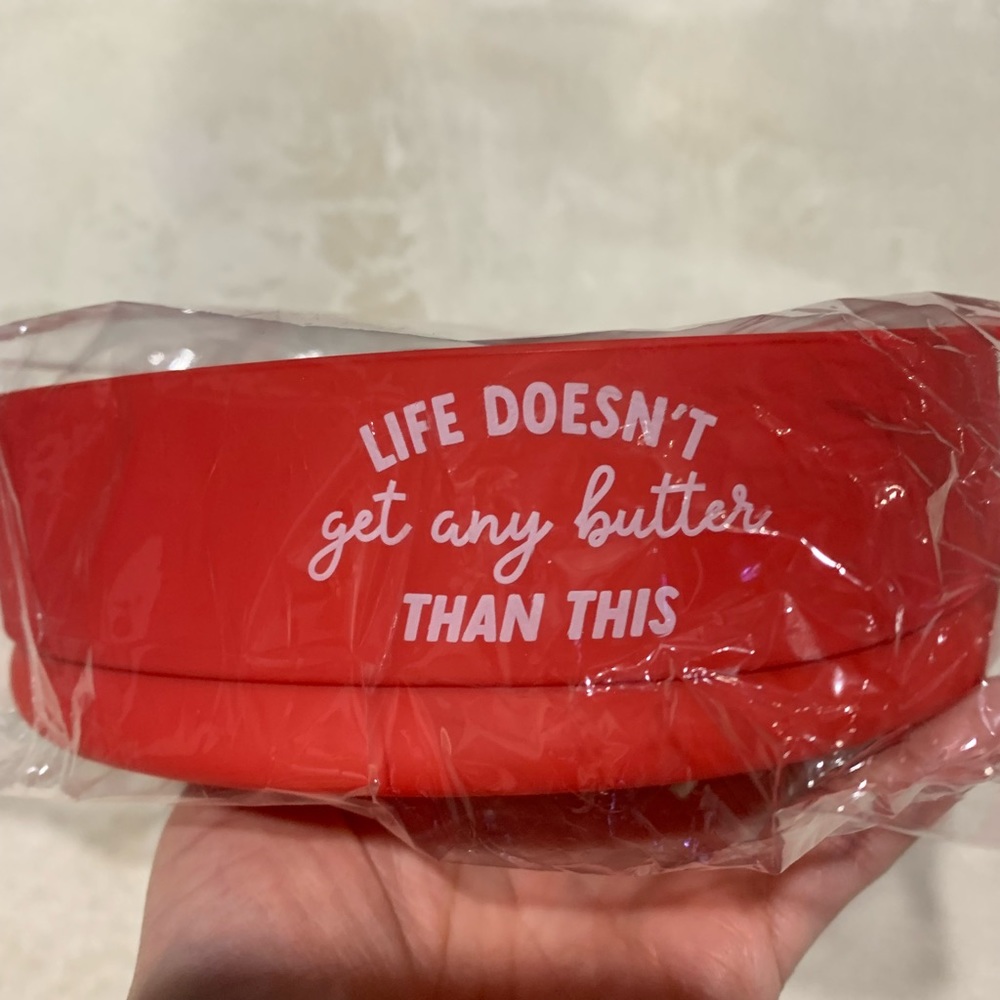 LIFE DOESN'T
get any butter
THAN THIS